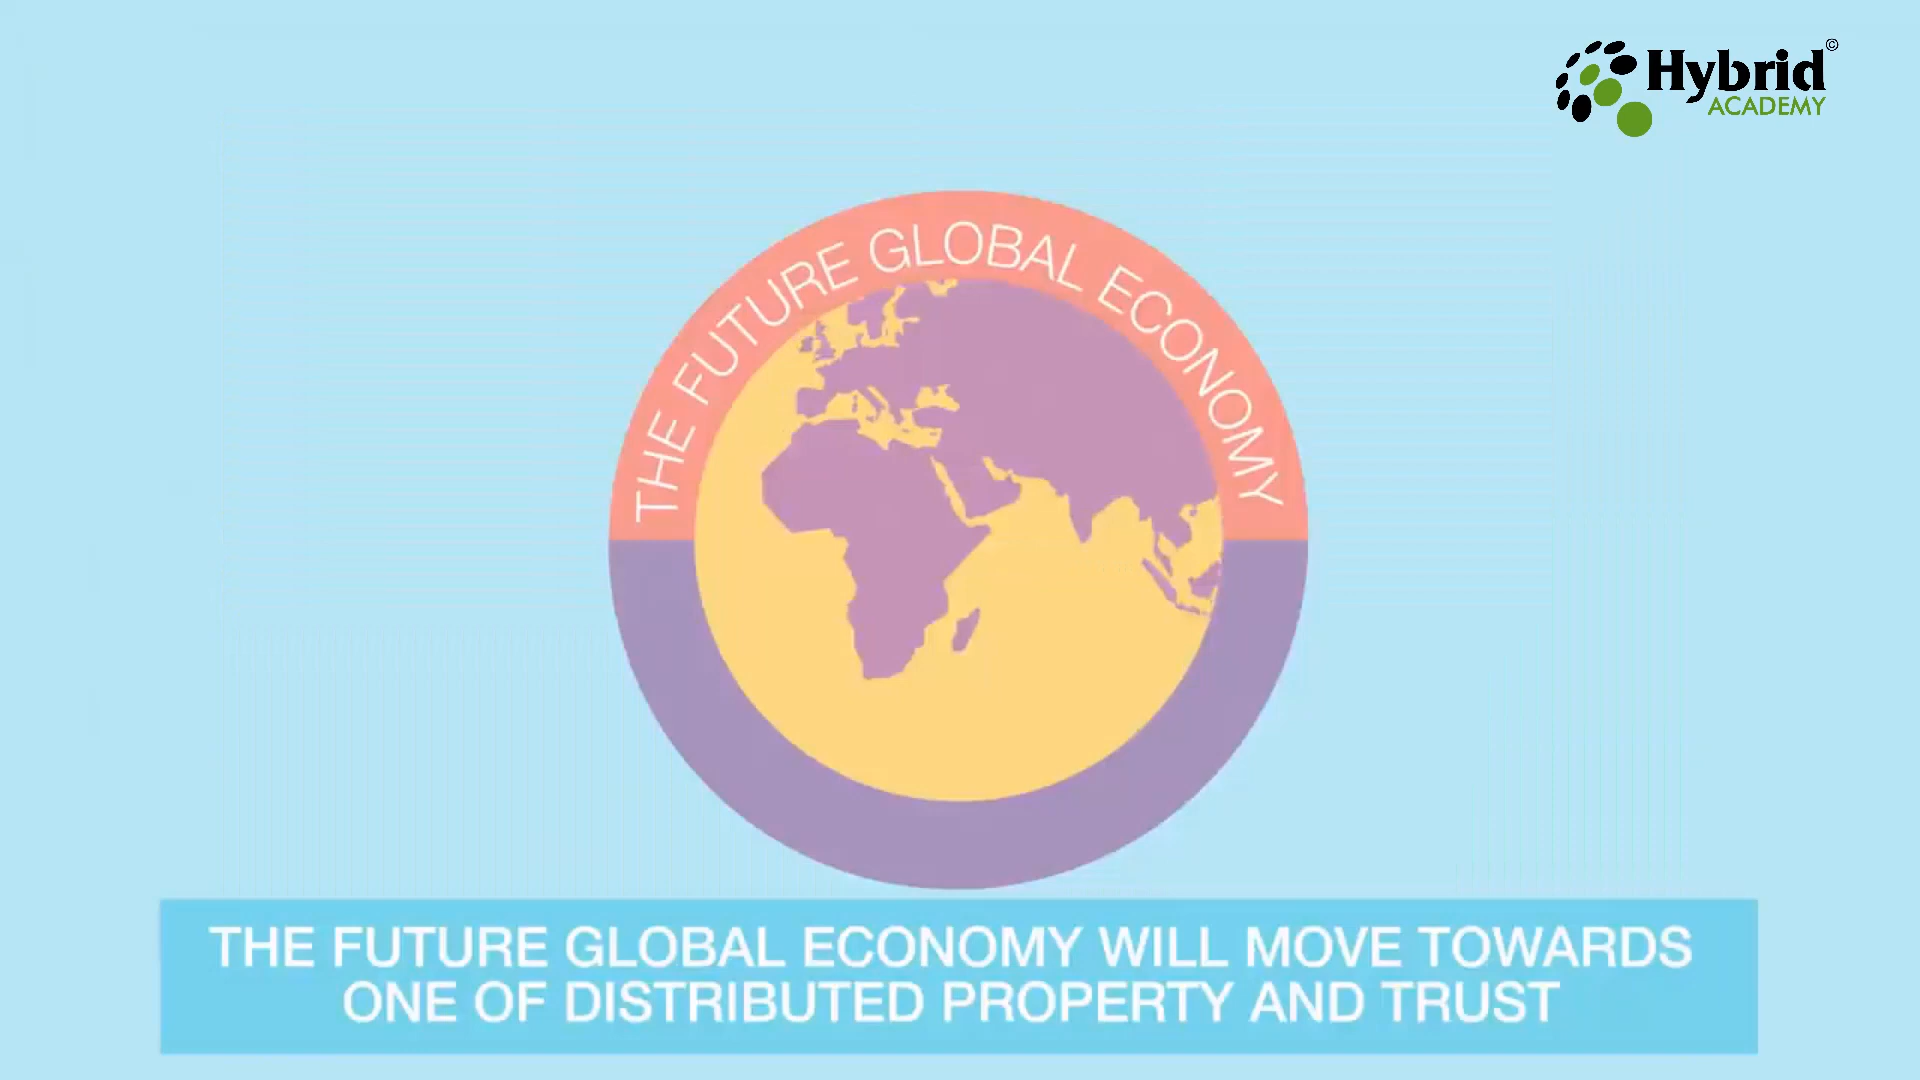 Hybrid©
ACADEMY
THE FUTURE GLOBAL ECONOMY
THE FUTURE GLOBAL ECONOMY WILL MOVE TOWARDS
ONE OF DISTRIBUTED PROPERTY AND TRUST